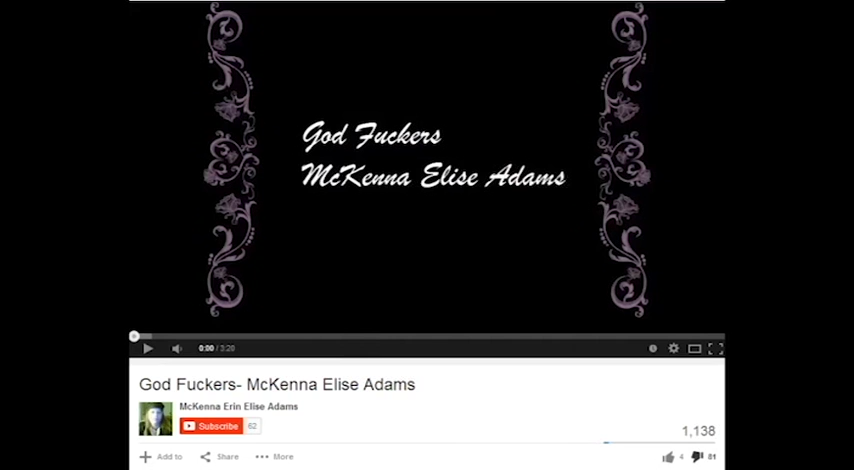 God Fuckers
McKenna Elise Adams
0:00 / 3:20
God Fuckers- McKenna Elise Adams
McKenna Erin Elise Adams
Subscribe 62
1,138
Add to Share More 4 81